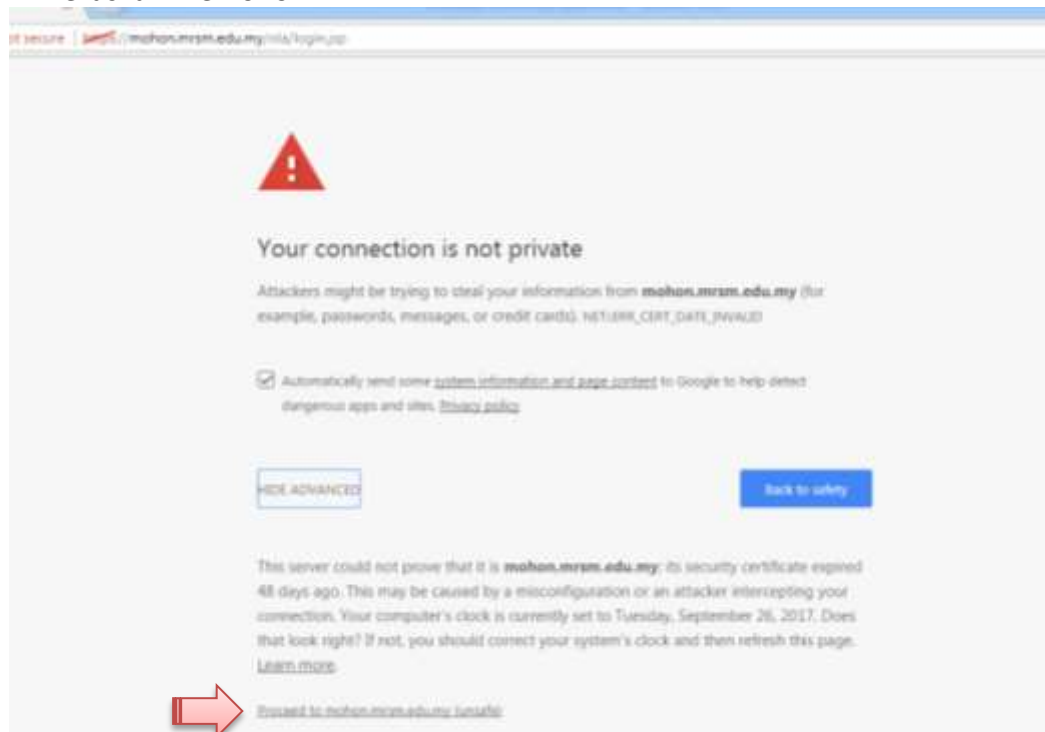 ot secure | https://mohon.mrsm.edu.my/
Your connection is not private
Attackers might be trying to steal your information from mohon.mrsm.edu.my (for
example, passwords, messages, or credit cards). NET::ERR_CERT_DATE_INVALID
Automatically send some system information and page content to Google to help detect
dangerous apps and sites. Privacy policy
HIDE ADVANCED
Back to safety
This server could not prove that it is mohon.mrsm.edu.my; its security certificate expired
48 days ago. This may be caused by a misconfiguration or an attacker intercepting your
connection. Your computer's clock is currently set to Tuesday, September 26, 2017. Does
that look right? If not, you should correct your system's clock and then refresh this page.
Learn more.
Proceed to mohon.mrsm.edu.my (unsafe)